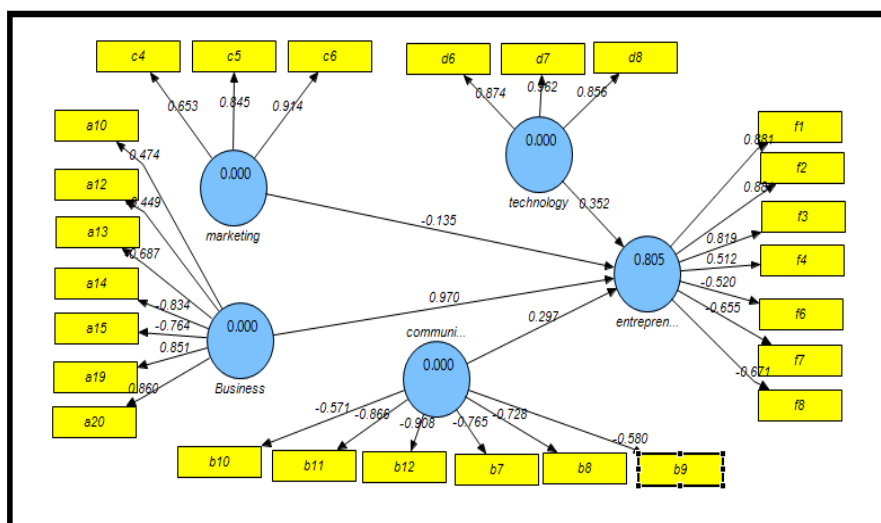 c4
c5
c6
d6
d7
d8
0.653
0.845
0.914
0.874
0.962
0.856
a10
0.474
f1
0.881
0.000
marketing
0.000
technology
f2
a12
a13
f3
0.819
0.352
-0.135
f4
0.512
a14
-0.834
0.805
entrepren...
-0.520
f6
a15
-0.764
0.000
Business
0.970
0.297
-0.655
f7
a19
0.851
communi...
0.000
-0.671
f8
a20
0.860
-0.571
-0.866
-0.908
-0.765
-0.728
-0.580
b10
b11
b12
b7
b8
b9